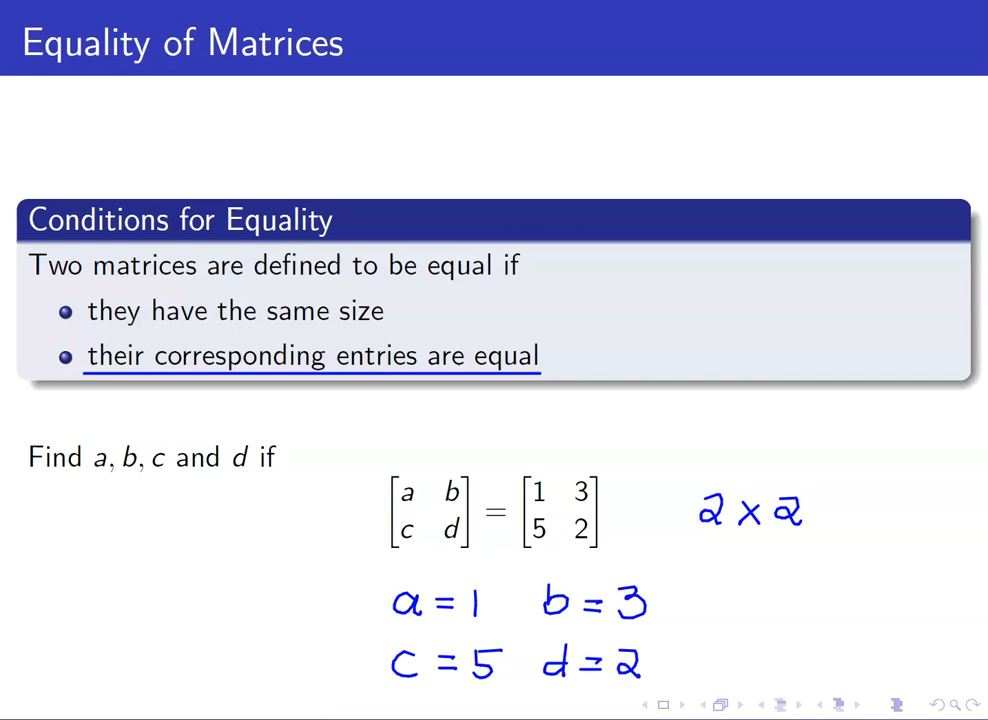 Equality of Matrices
Conditions for Equality
Two matrices are defined to be equal if
they have the same size
their corresponding entries are equal
Find a, b, c and d if
[a b] = [1 3]
[c d] [5 2]
2 × 2
a = 1 b = 3
c = 5 d = 2